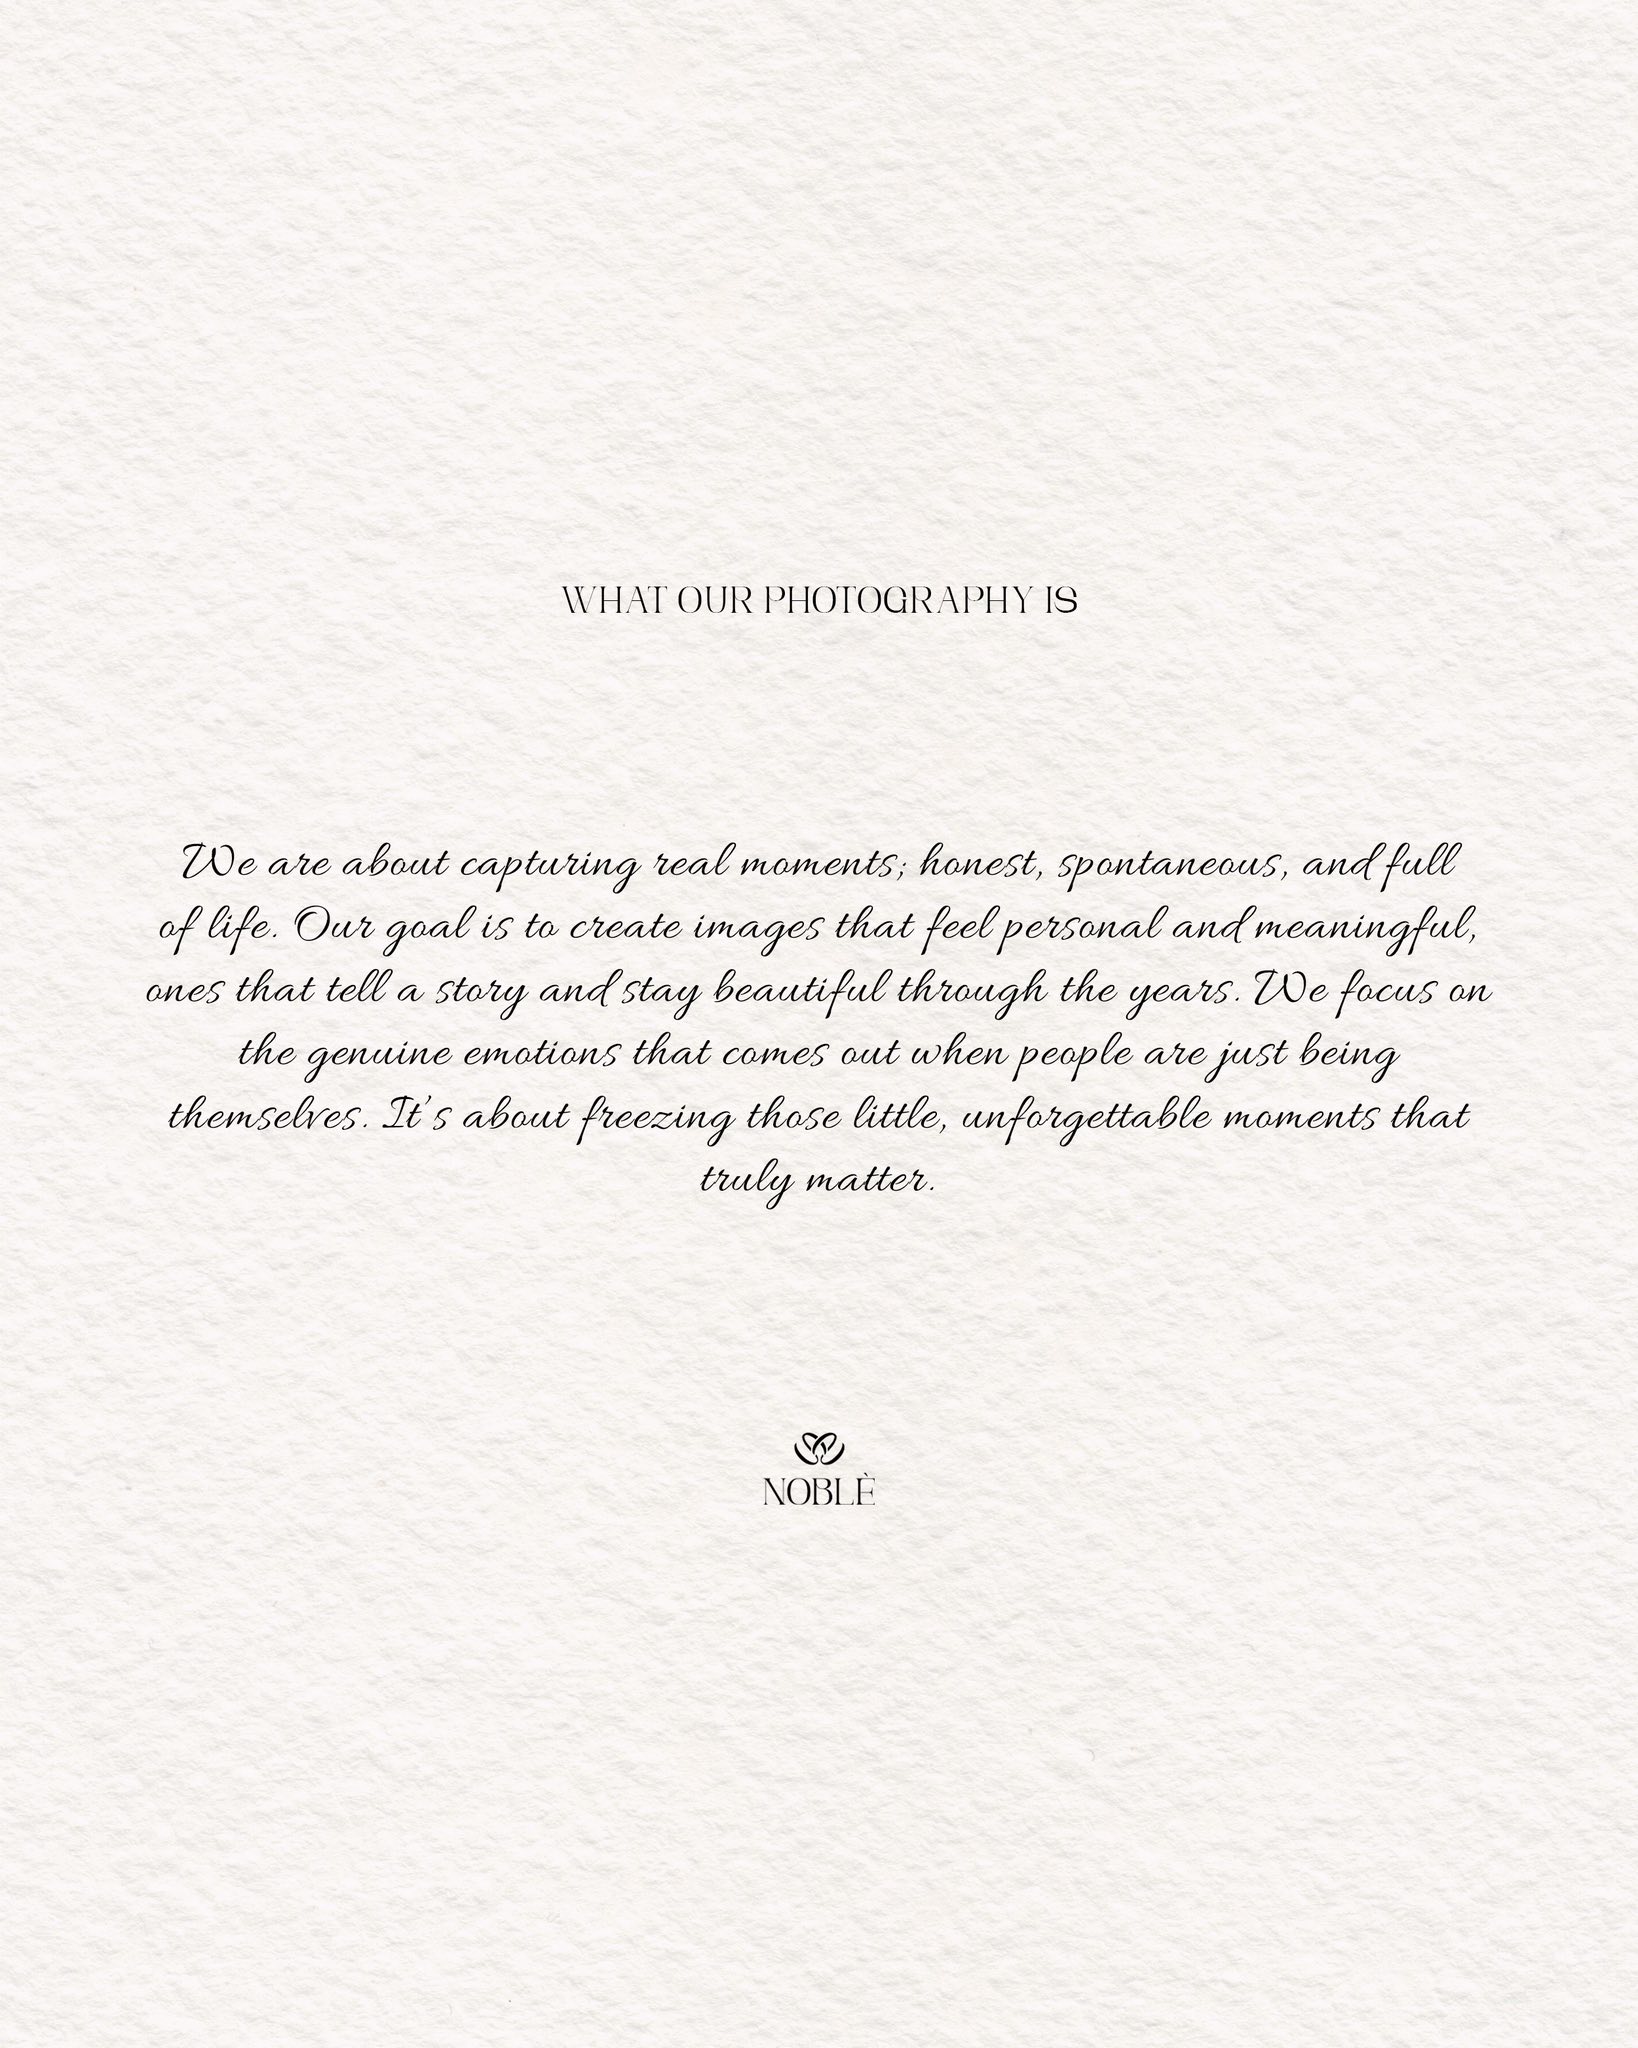 WHAT OUR PHOTOGRAPHY IS
We are about capturing real moments; honest, spontaneous, and full
of life. Our goal is to create images that feel personal and meaningful,
ones that tell a story and stay beautiful through the years. We focus on
the genuine emotions that comes out when people are just being
themselves. It's about freezing those little, unforgettable moments that
truly matter.
NOBLÈ